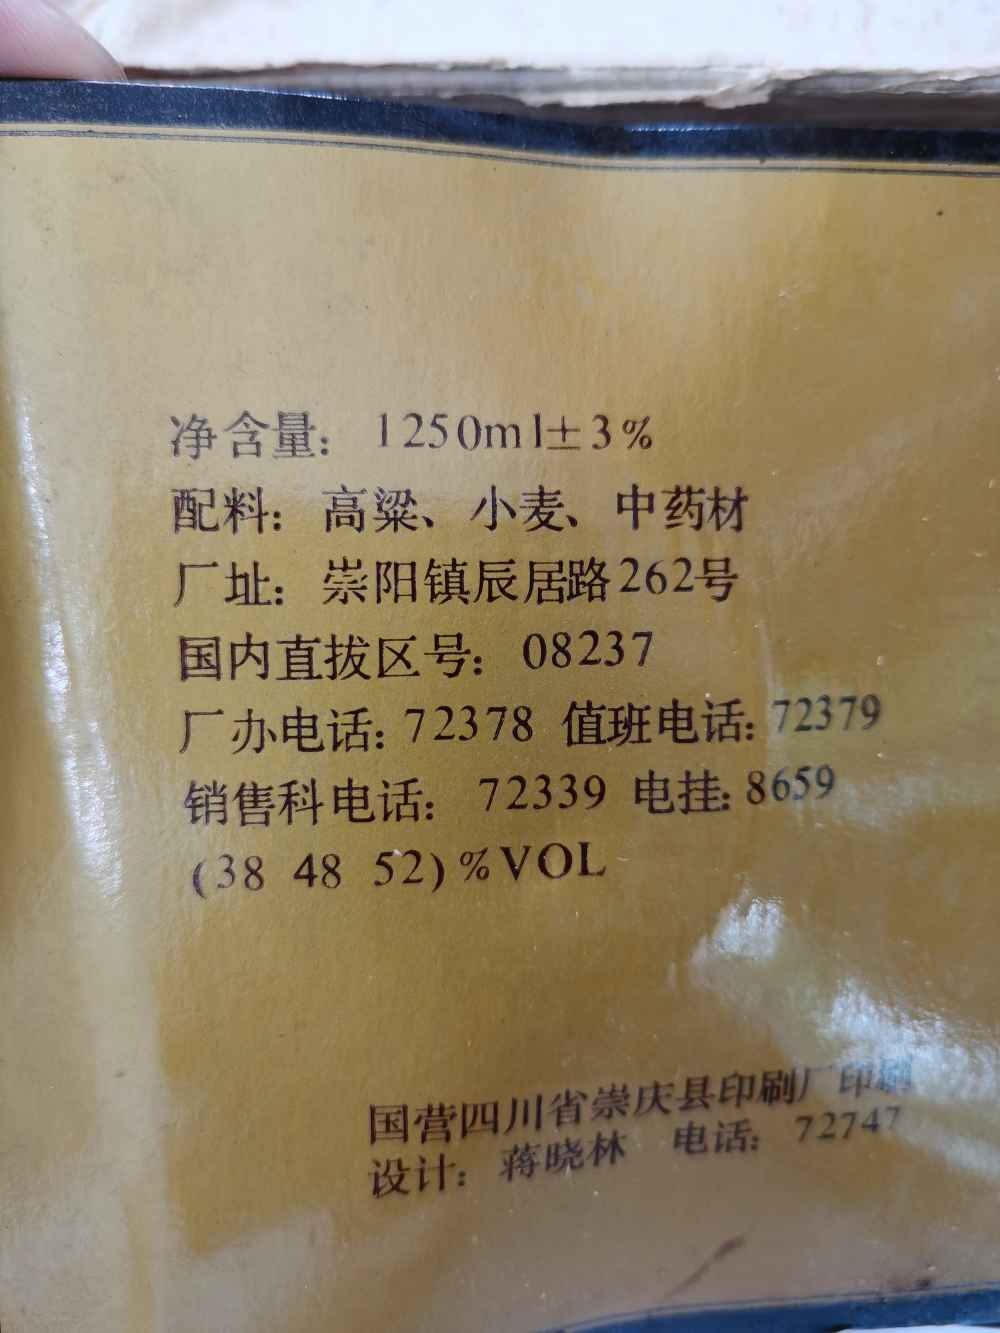 净含量：1250ml±3%
配料：高粱、小麦、中药材
厂址：崇阳镇辰居路262号
国内直拔区号：08237
厂办电话：72378 值班电话：72379
销售科电话：72339 电挂：8659
(38 48 52)%VOL
国营四川省崇庆县印刷厂印刷
设计：蒋晓林 电话：72747